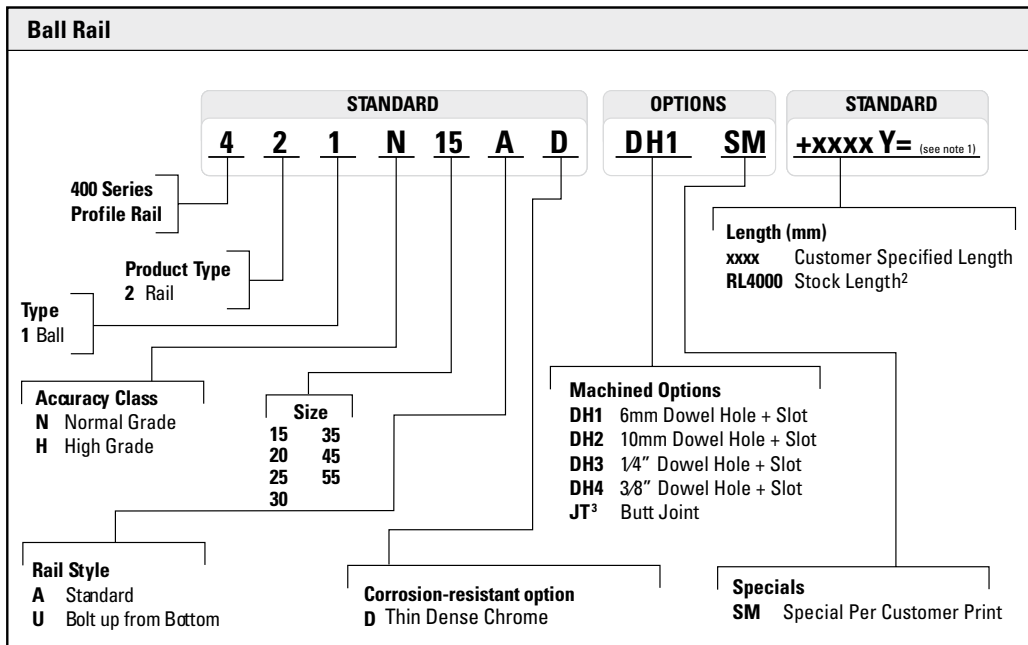 Ball Rail
STANDARD OPTIONS STANDARD
4 2 1 N 15 A D DH1 SM +xxxx Y= (see note 1)
400 Series
Profile Rail
Product Type
2 Rail
Type
1 Ball
Length (mm)
xxxx Customer Specified Length
RL4000 Stock Length²
Accuracy Class
N Normal Grade
H High Grade
Size
15 35
20 45
25 55
30
Machined Options
DH1 6mm Dowel Hole + Slot
DH2 10mm Dowel Hole + Slot
DH3 1/4” Dowel Hole + Slot
DH4 3/8” Dowel Hole + Slot
JT³ Butt Joint
Rail Style
A Standard
U Bolt up from Bottom
Corrosion-resistant option
D Thin Dense Chrome
Specials
SM Special Per Customer Print